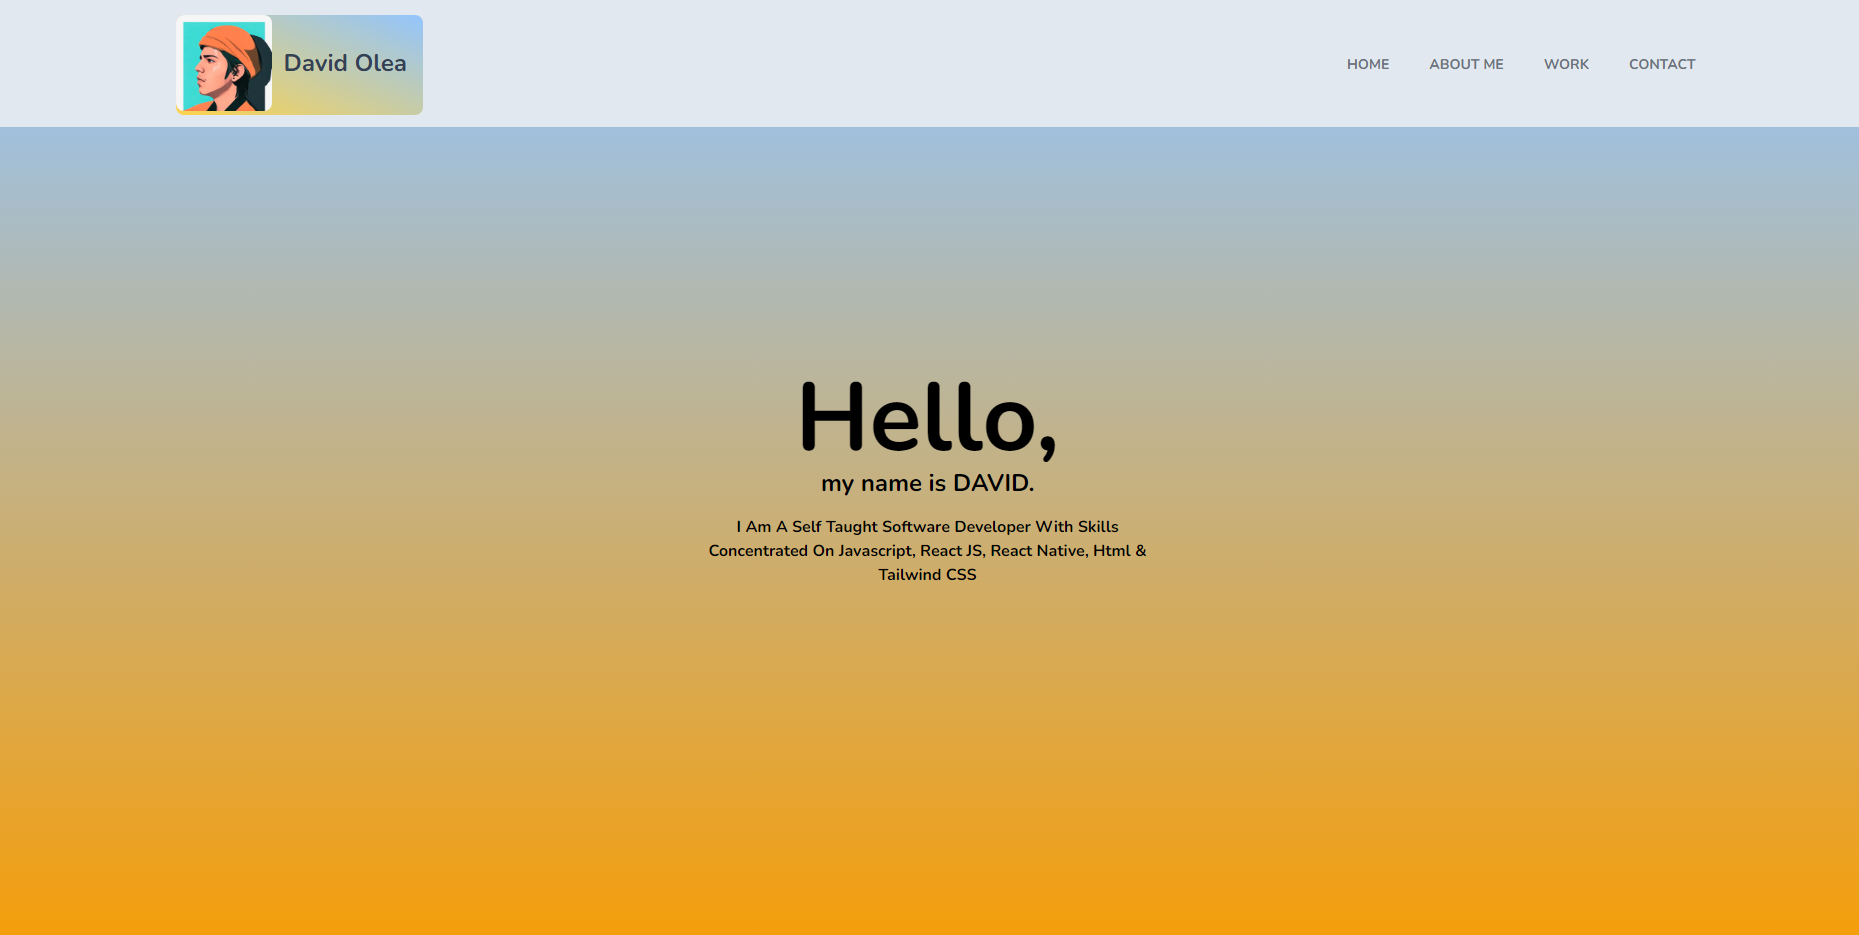 David Olea
HOME ABOUT ME WORK CONTACT
Hello,
my name is DAVID.
I Am A Self Taught Software Developer With Skills
Concentrated On Javascript, React JS, React Native, Html &
Tailwind CSS